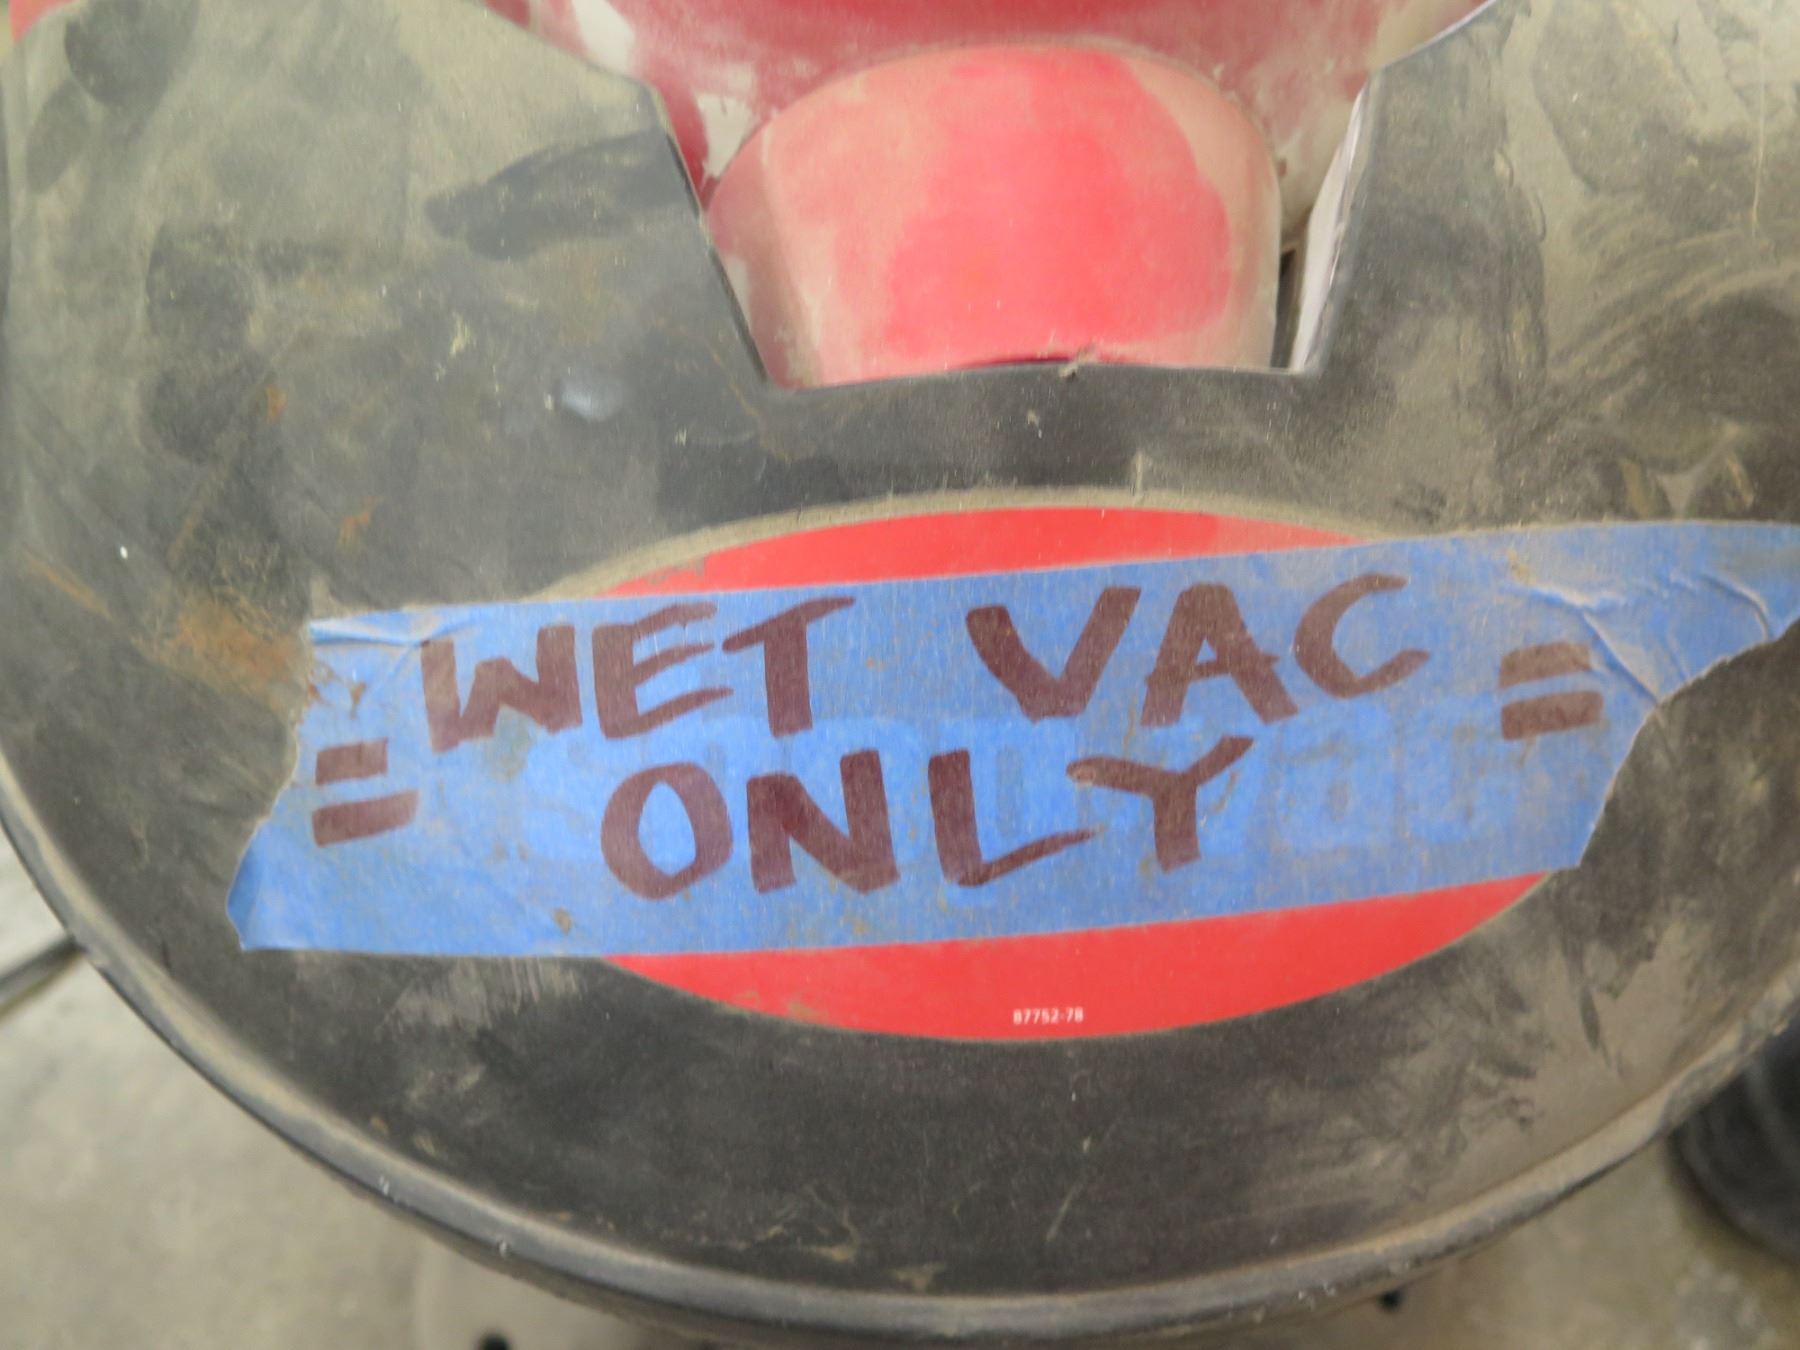 = WET VAC =
ONLY
87752-78